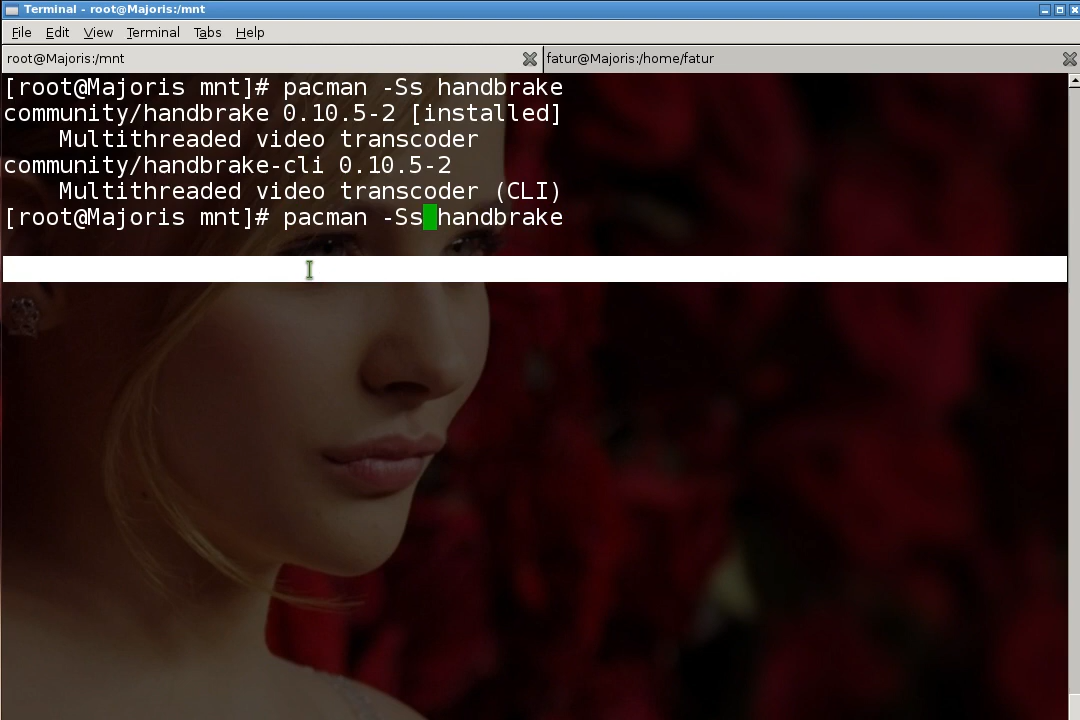 Terminal - root@Majoris:/mnt
File Edit View Terminal Tabs Help
root@Majoris:/mnt fatur@Majoris:/home/fatur
[root@Majoris mnt]# pacman -Ss handbrake
community/handbrake 0.10.5-2 [installed]
    Multithreaded video transcoder
community/handbrake-cli 0.10.5-2
    Multithreaded video transcoder (CLI)
[root@Majoris mnt]# pacman -Ss handbrake